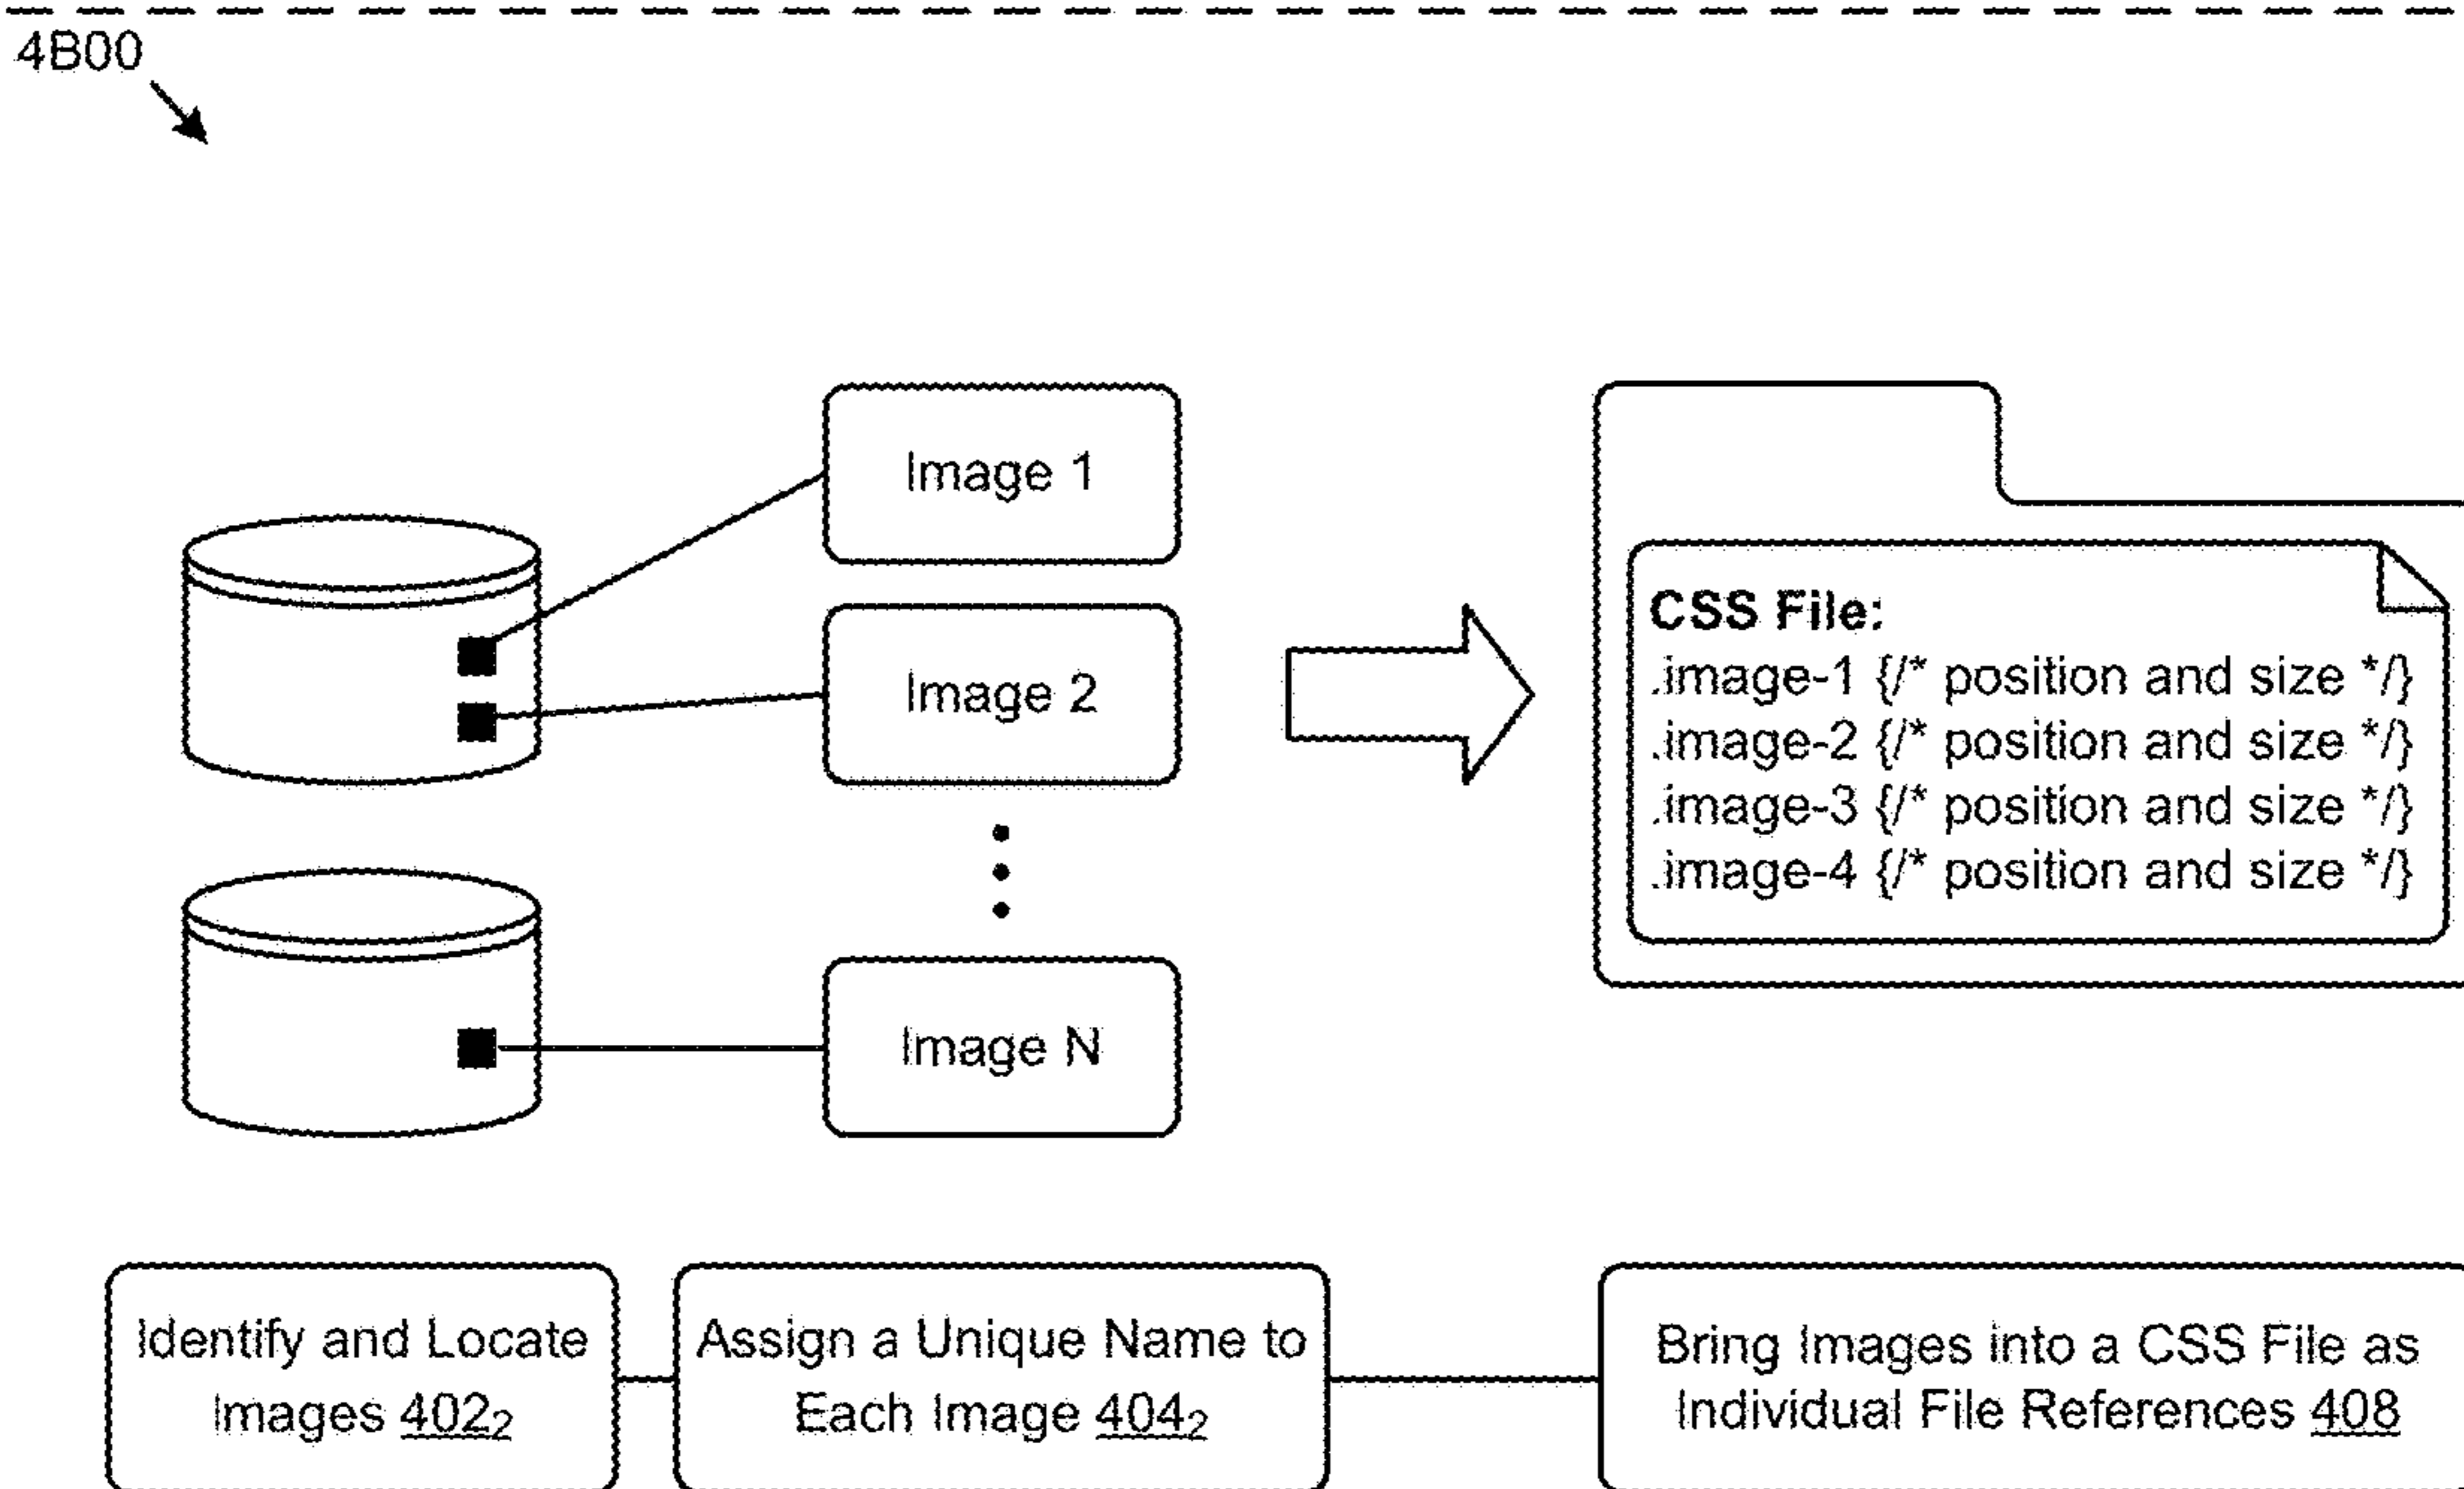 4B00
Image 1
Image 2
Image N
CSS File:
.image-1 {/* position and size */}
.image-2 {/* position and size */}
.image-3 {/* position and size */}
.image-4 {/* position and size */}
Identify and Locate
Images 402₂
Assign a Unique Name to
Each Image 404₂
Bring Images into a CSS File as
Individual File References 408